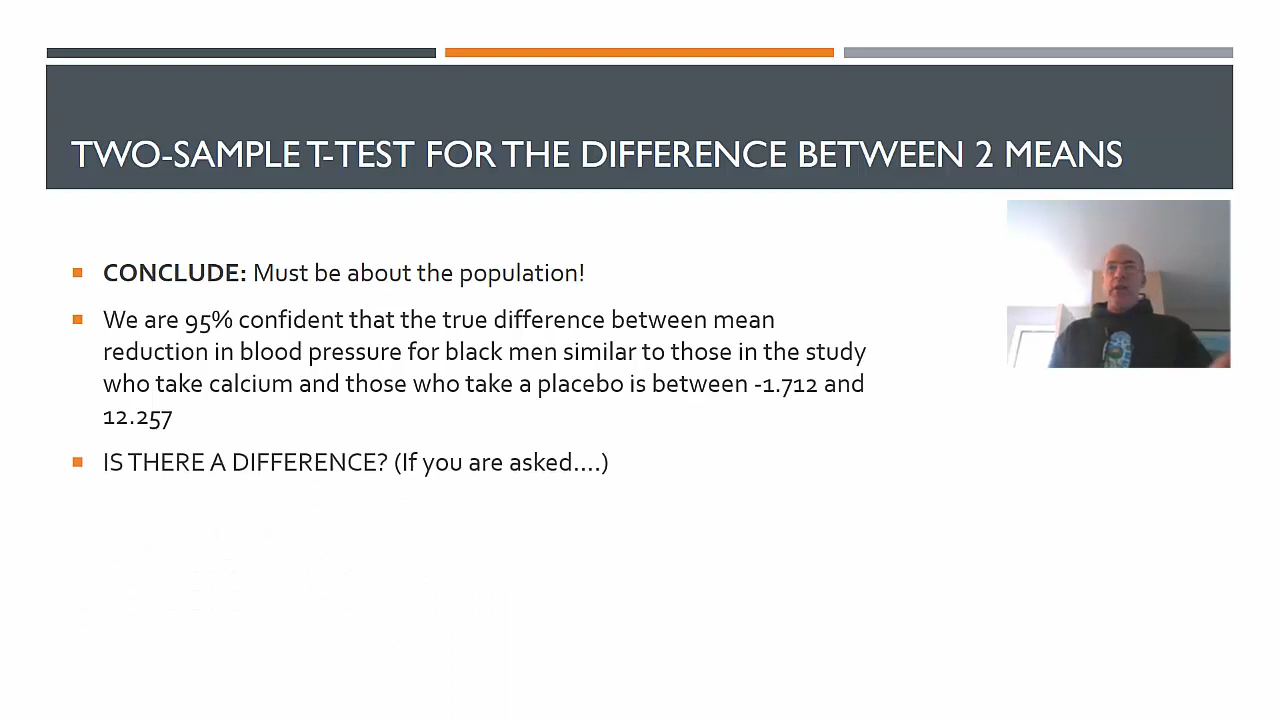 TWO-SAMPLE T-TEST FOR THE DIFFERENCE BETWEEN 2 MEANS
CONCLUDE: Must be about the population!
We are 95% confident that the true difference between mean
reduction in blood pressure for black men similar to those in the study
who take calcium and those who take a placebo is between -1.712 and
12.257
IS THERE A DIFFERENCE? (If you are asked....)